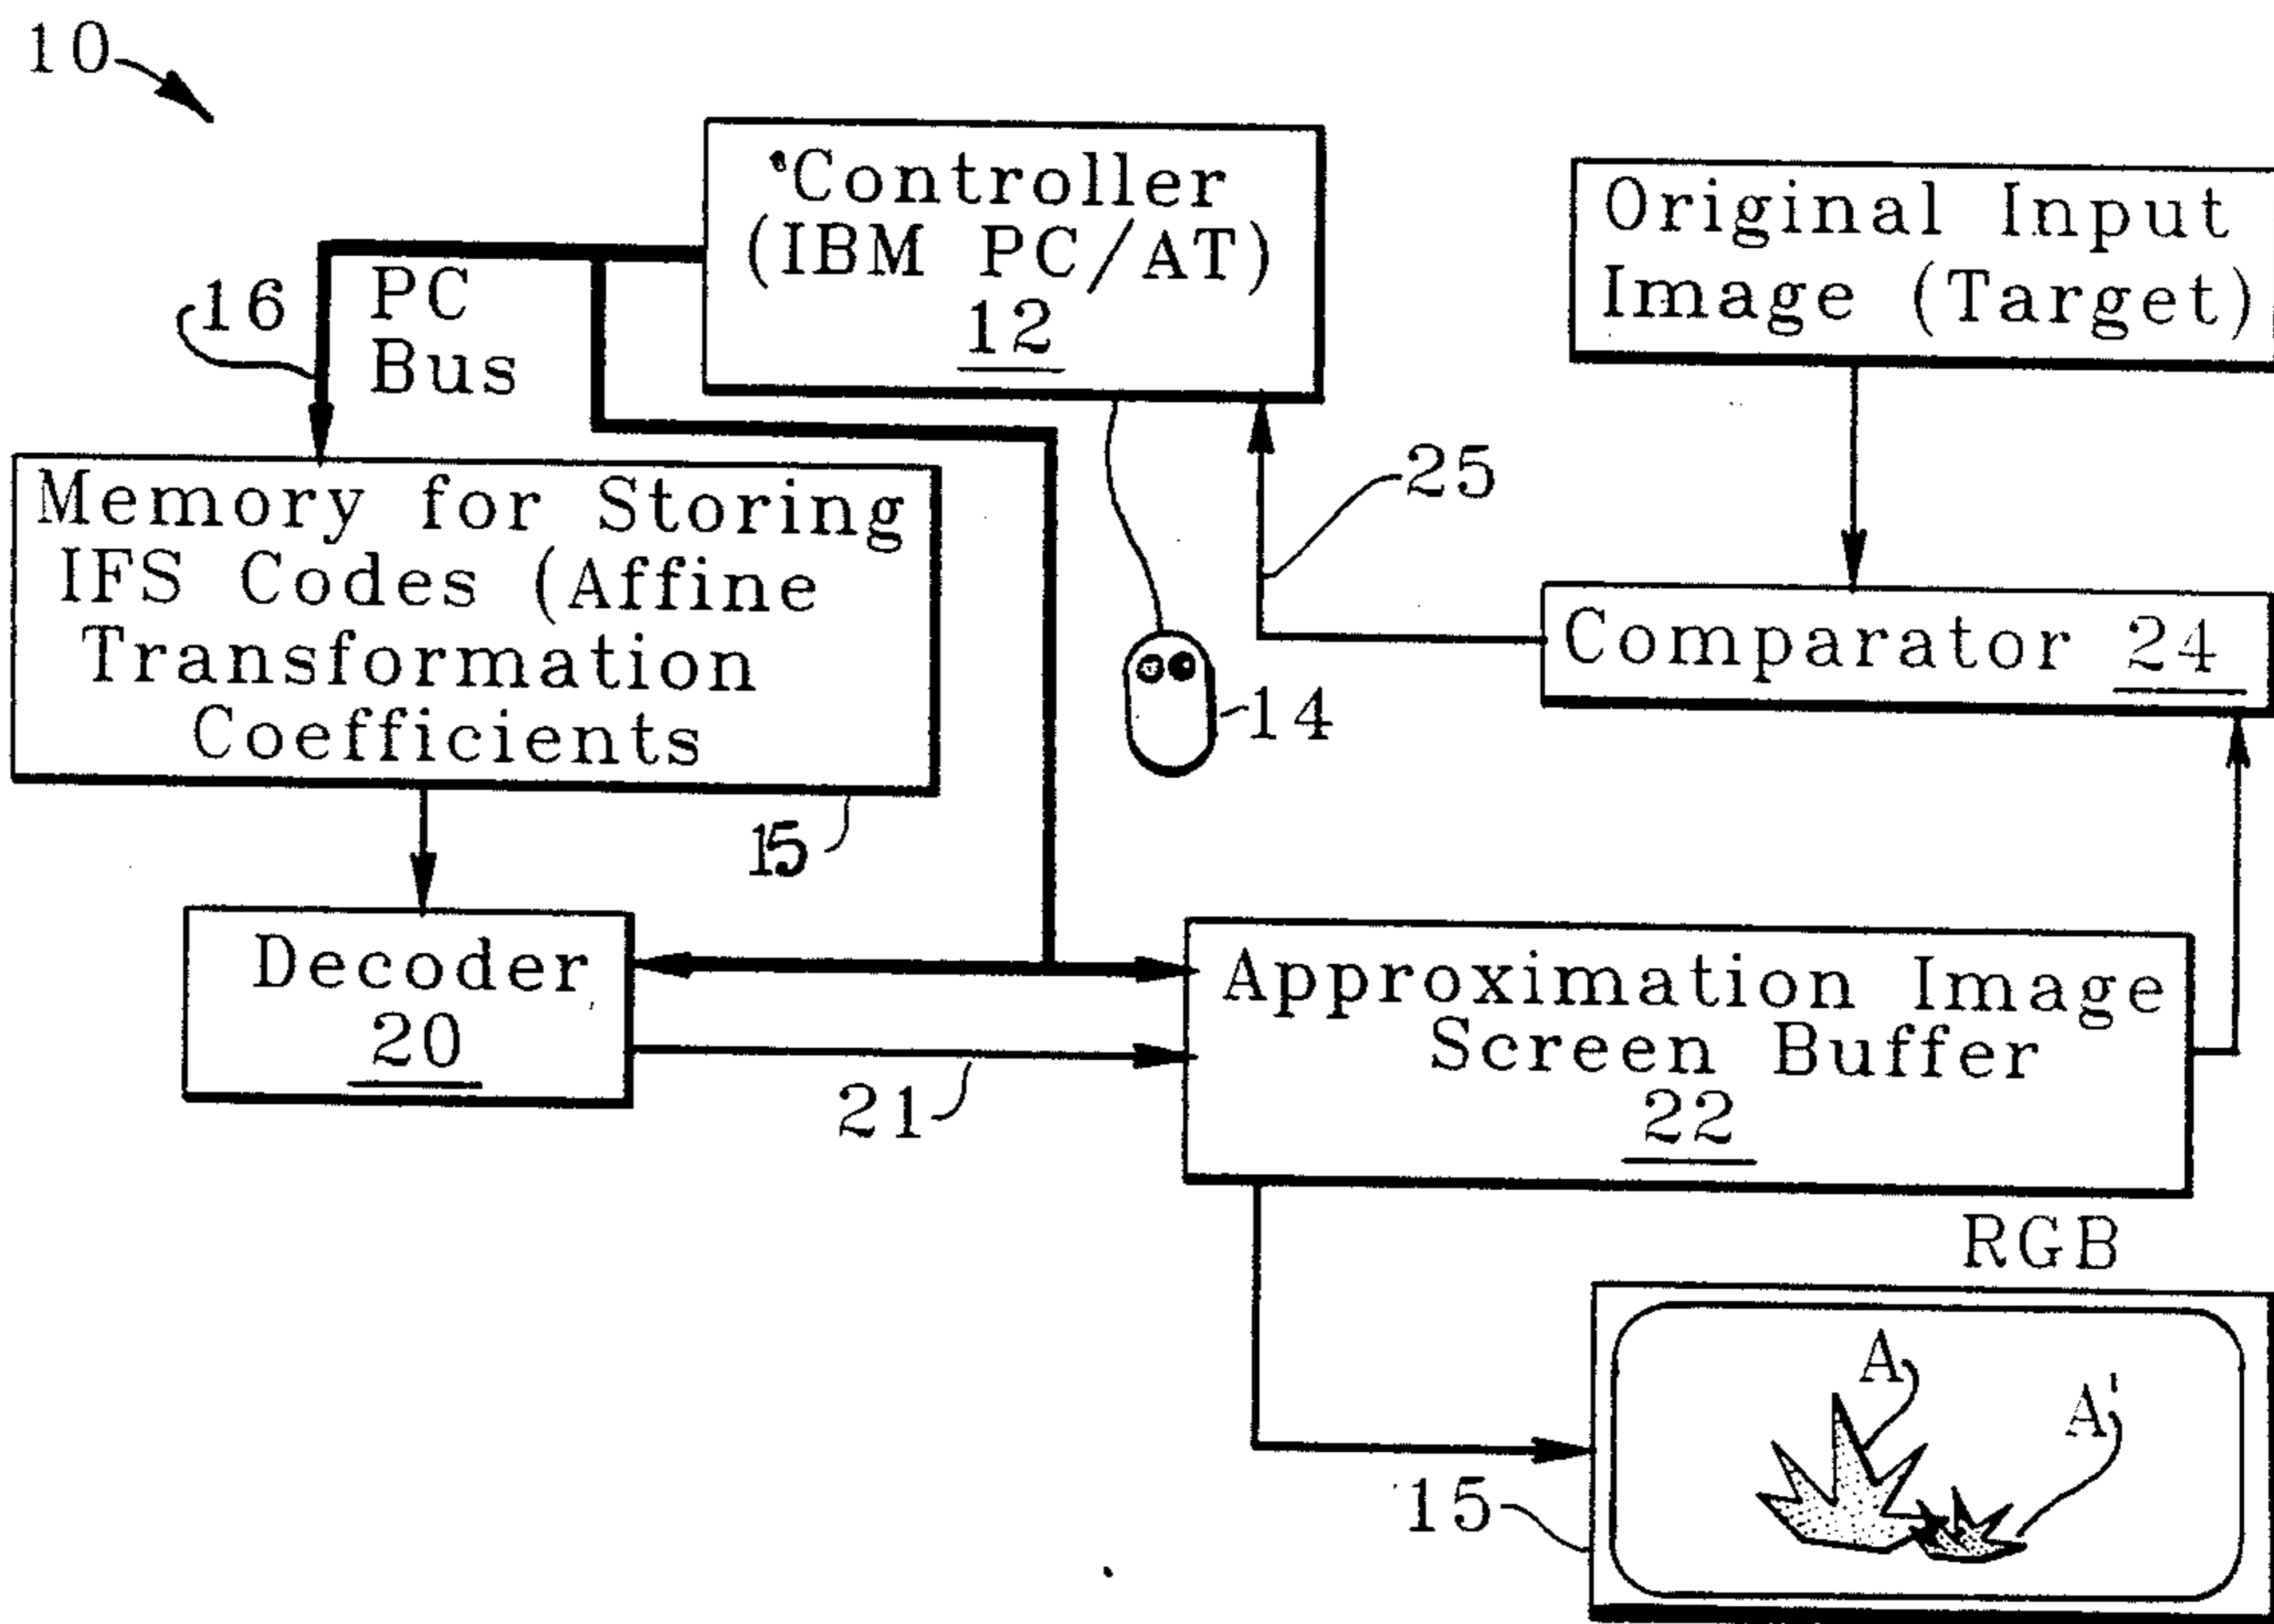 10
Controller
(IBM PC/AT)
12
Original Input
Image (Target)
16
PC
Bus
25
Memory for Storing
IFS Codes (Affine
Transformation
Coefficients
15
14
Comparator 24
Decoder
20
21
Approximation Image
Screen Buffer
22
RGB
A
A'
15